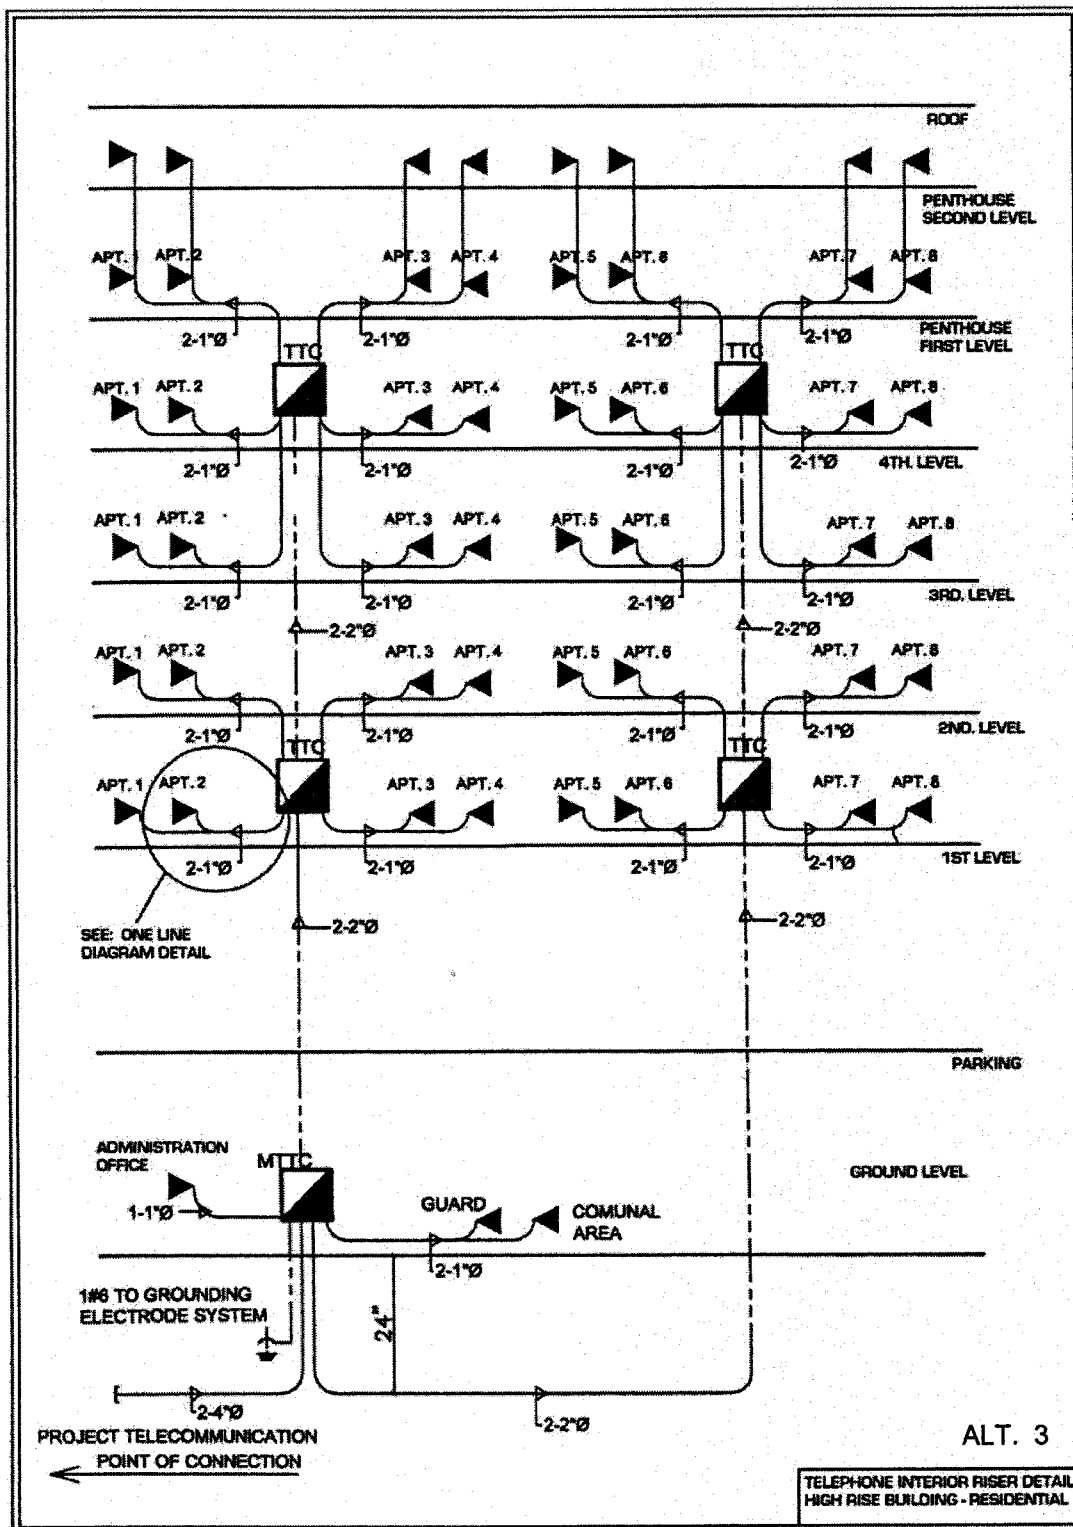 ROOF
PENTHOUSE
SECOND LEVEL
APT. 1 APT. 2 APT. 3 APT. 4 APT. 5 APT. 6 APT. 7 APT. 8
2-1"Ø 2-1"Ø 2-1"Ø 2-1"Ø
PENTHOUSE
FIRST LEVEL
TTC TTC
APT. 1 APT. 2 APT. 3 APT. 4 APT. 5 APT. 6 APT. 7 APT. 8
2-1"Ø 2-1"Ø 2-1"Ø 2-1"Ø
4TH. LEVEL
APT. 1 APT. 2 APT. 3 APT. 4 APT. 5 APT. 6 APT. 7 APT. 8
2-1"Ø 2-1"Ø 2-1"Ø 2-1"Ø
3RD. LEVEL
2-2"Ø 2-2"Ø
APT. 1 APT. 2 APT. 3 APT. 4 APT. 5 APT. 6 APT. 7 APT. 8
2-1"Ø 2-1"Ø 2-1"Ø 2-1"Ø
2ND. LEVEL
TTC TTC
APT. 1 APT. 2 APT. 3 APT. 4 APT. 5 APT. 6 APT. 7 APT. 8
2-1"Ø 2-1"Ø 2-1"Ø 2-1"Ø
1ST LEVEL
2-2"Ø 2-2"Ø
SEE: ONE LINE
DIAGRAM DETAIL
PARKING
ADMINISTRATION
OFFICE
MTTC
GROUND LEVEL
1-1"Ø
GUARD
COMUNAL
AREA
2-1"Ø
1#6 TO GROUNDING
ELECTRODE SYSTEM
24"
2-4"Ø
2-2"Ø
PROJECT TELECOMMUNICATION
POINT OF CONNECTION
ALT. 3
TELEPHONE INTERIOR RISER DETAIL
HIGH RISE BUILDING - RESIDENTIAL